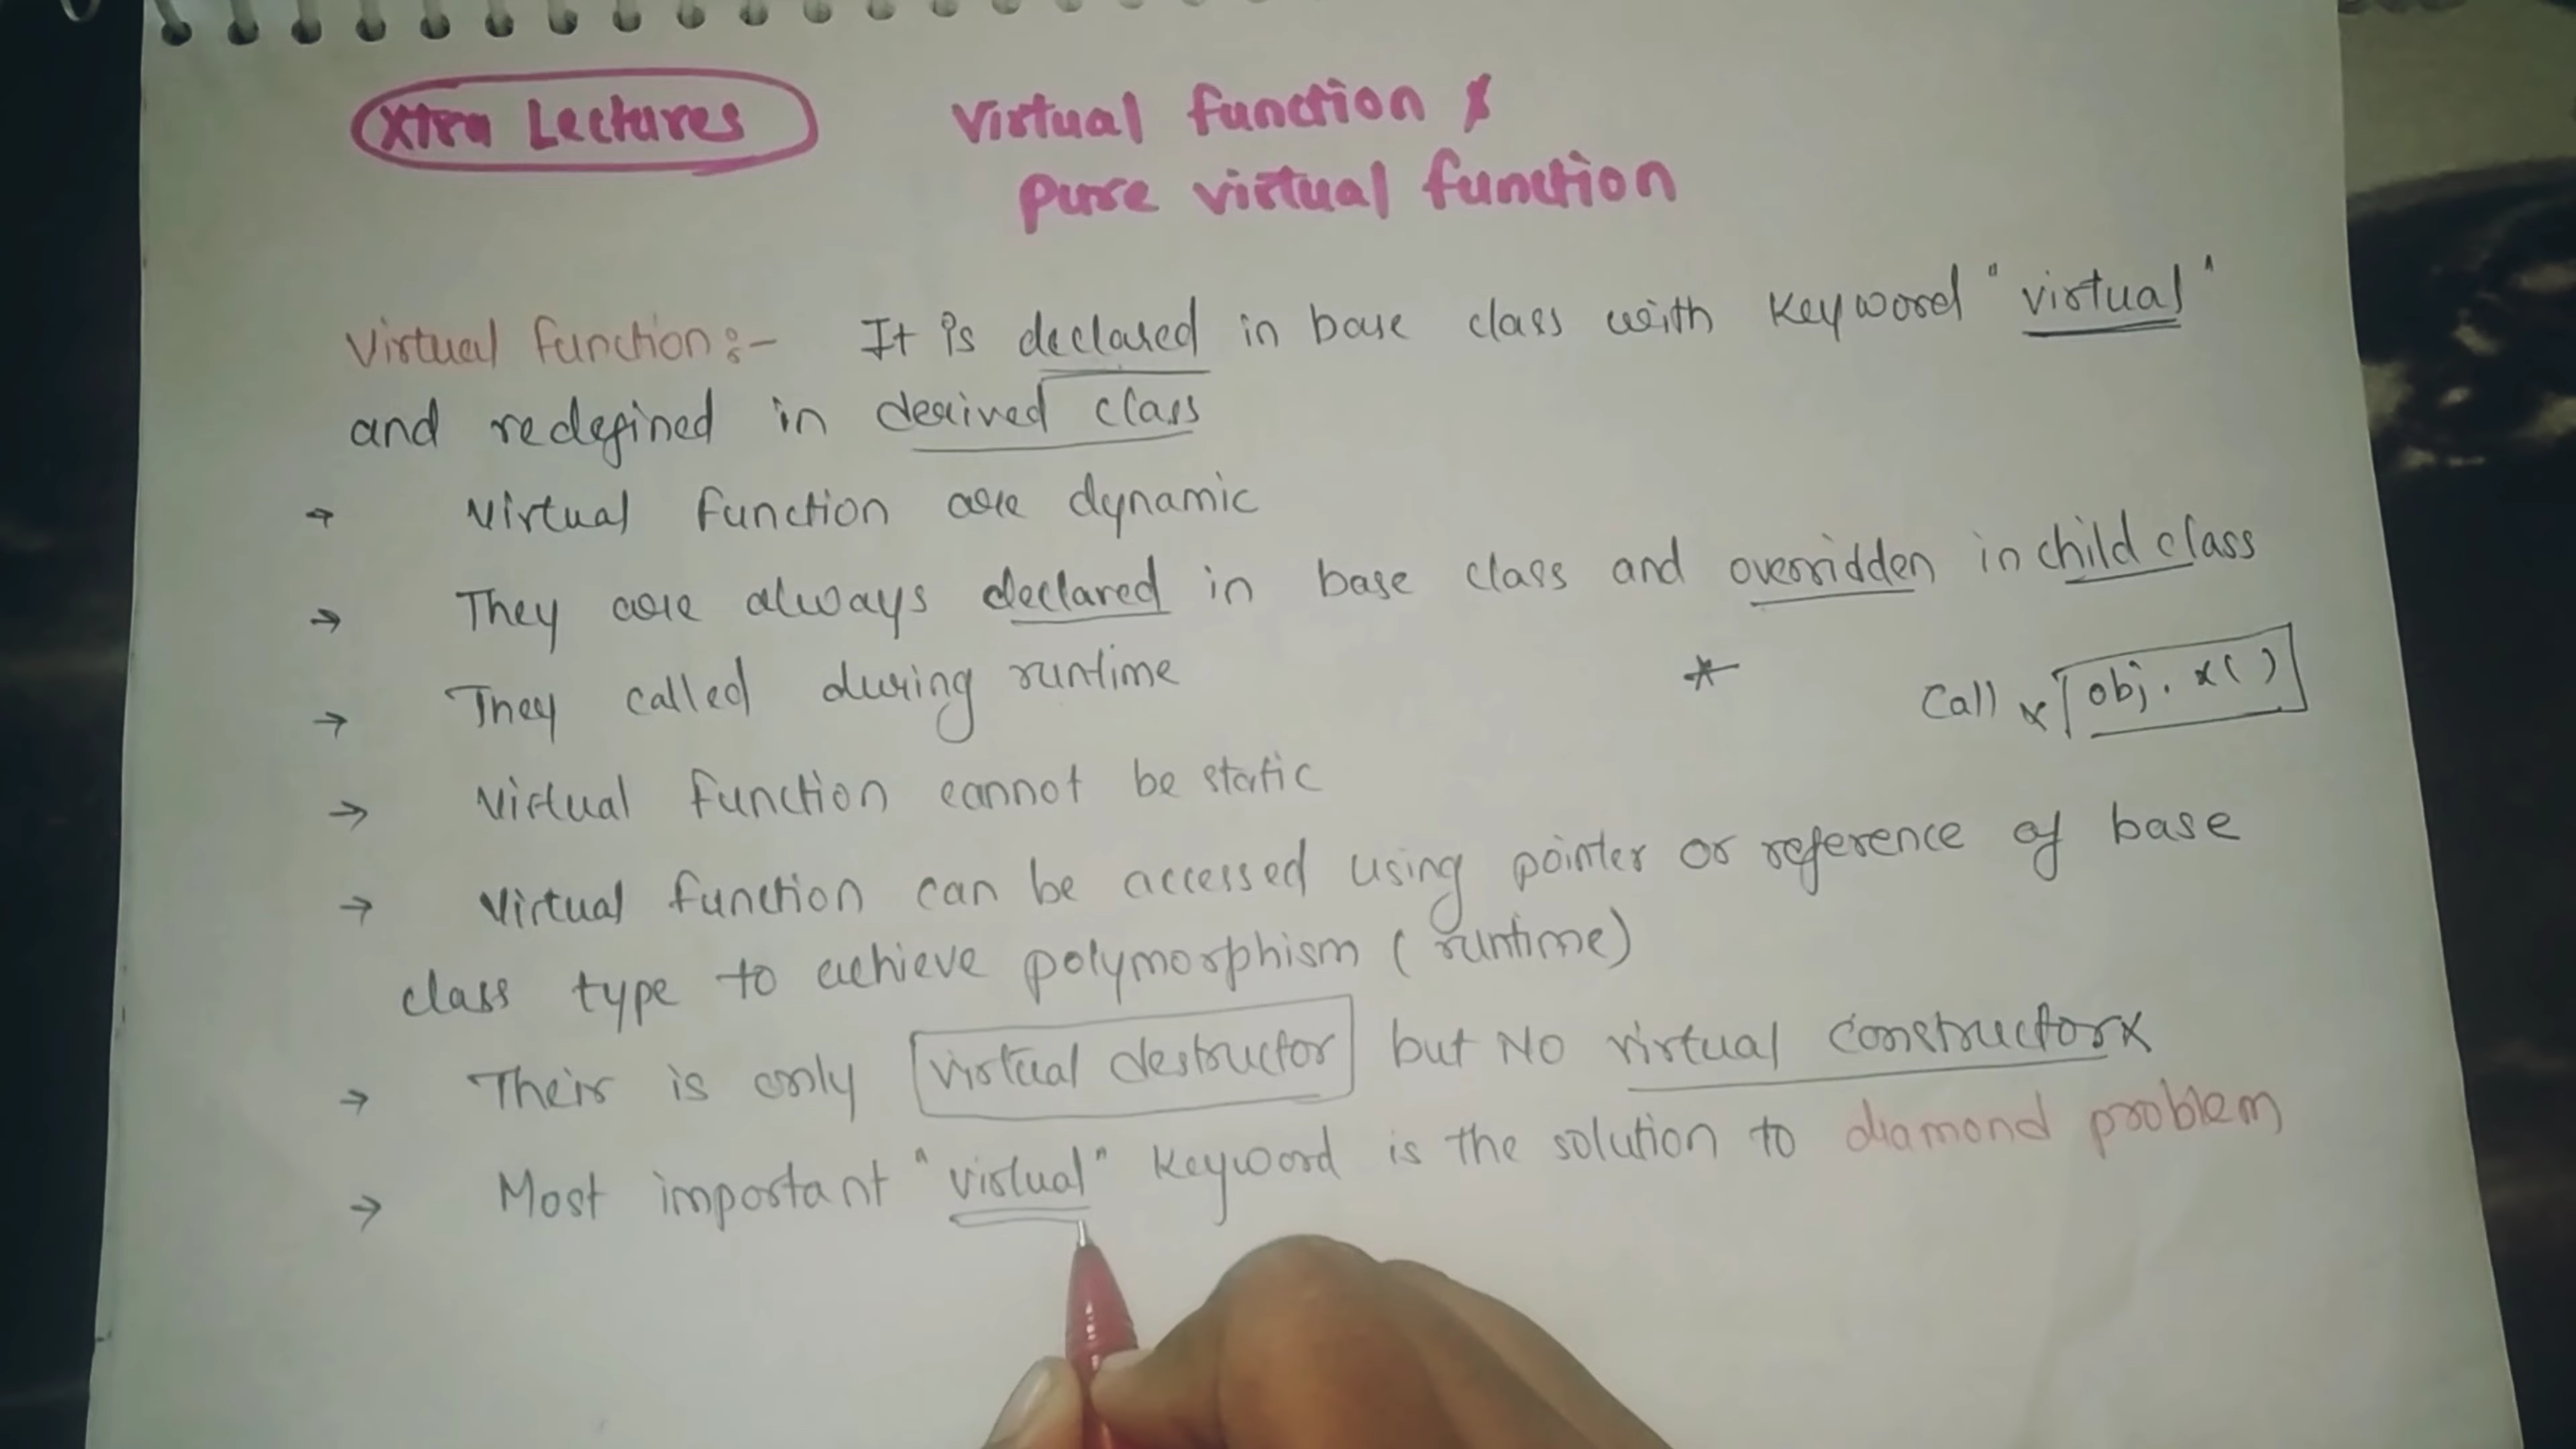 Xtra Lectures
Virtual function &
pure virtual function
Virtual function :- It is declared in base class with keyword "virtual"
and redefined in derived class
→ Virtual function are dynamic
→ They are always declared in base class and overridden in child class
→ They called during runtime
* Call x obj. x()
→ Virtual function cannot be static
→ Virtual function can be accessed using pointer or reference of base
class type to achieve polymorphism (runtime)
→ Their is only virtual destructor but NO virtual constructor x
→ Most important "virtual" keyword is the solution to diamond problem